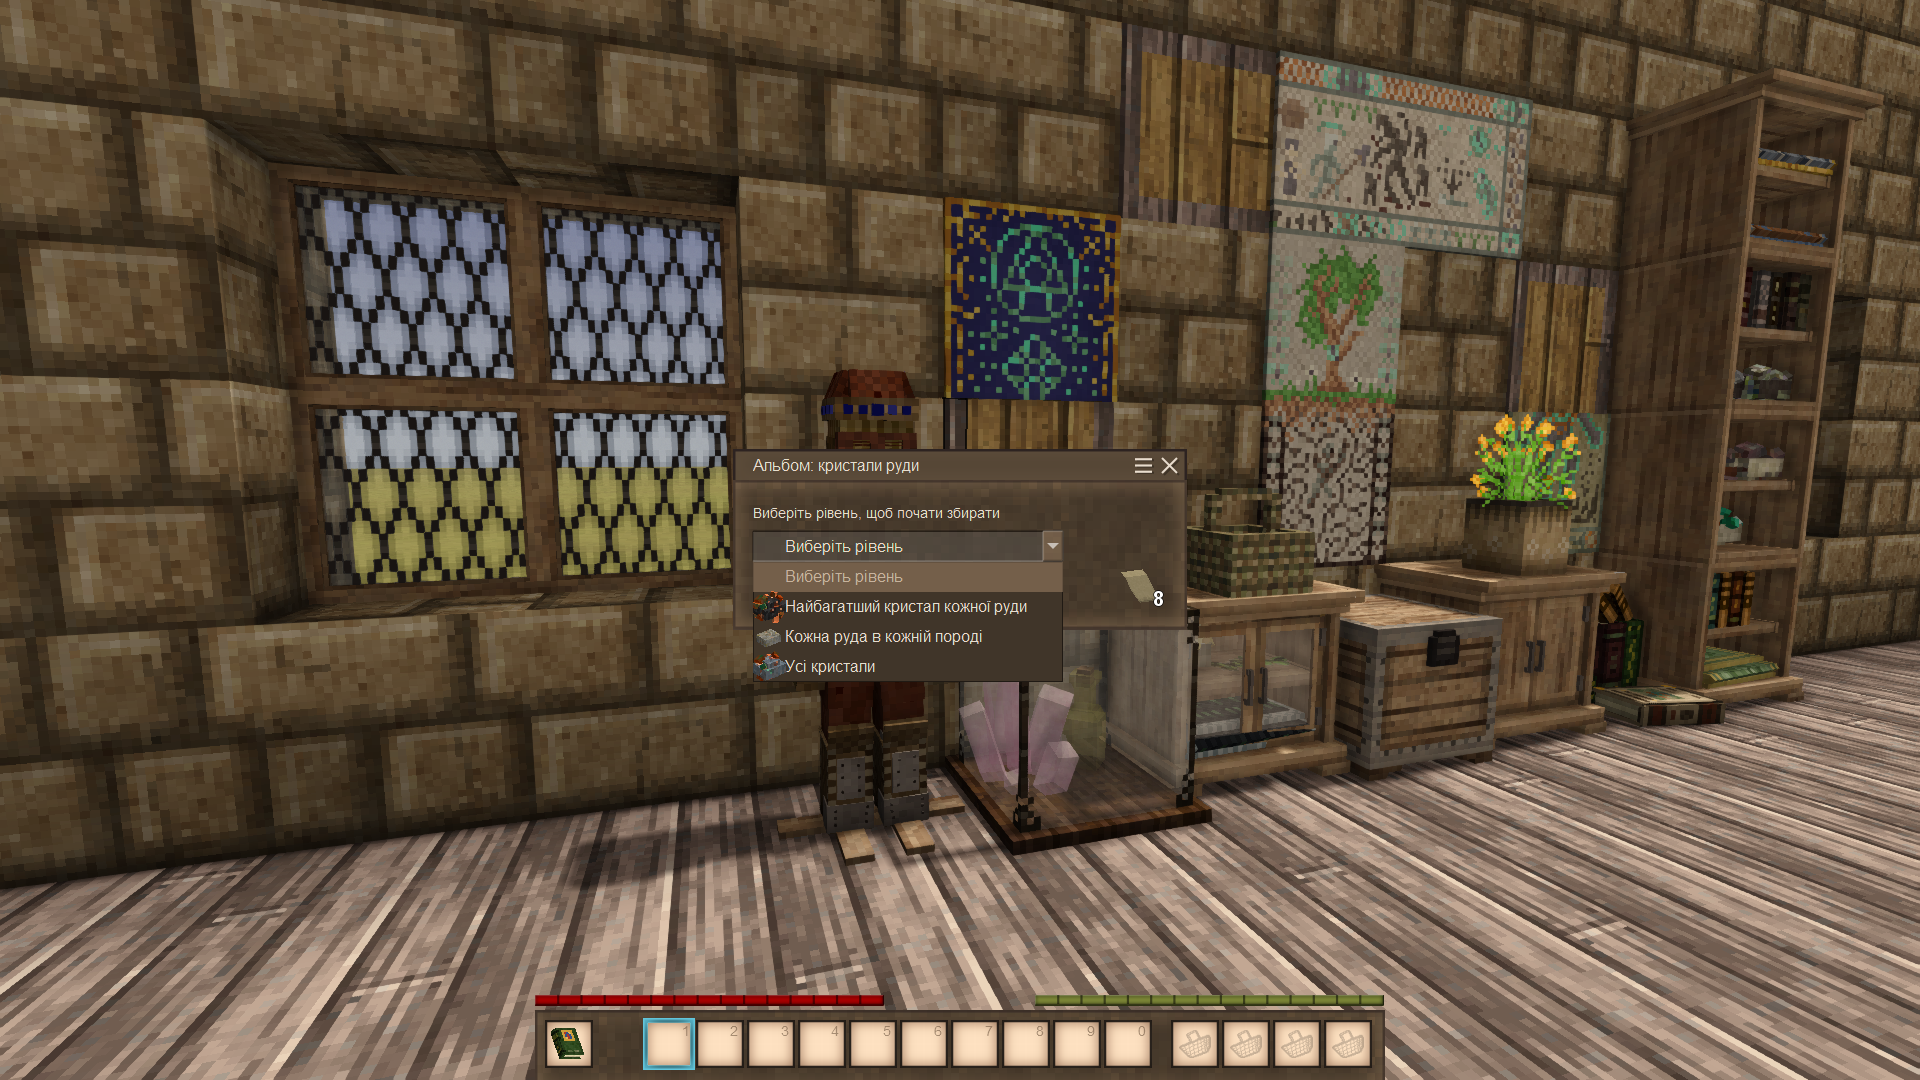 Альбом: кристали руди
Виберіть рівень, щоб почати збирати
Виберіть рівень
Виберіть рівень
Найбагатший кристал кожної руди
Кожна руда в кожній породі
Усі кристали
8
1 2 3 4 5 6 7 8 9 0